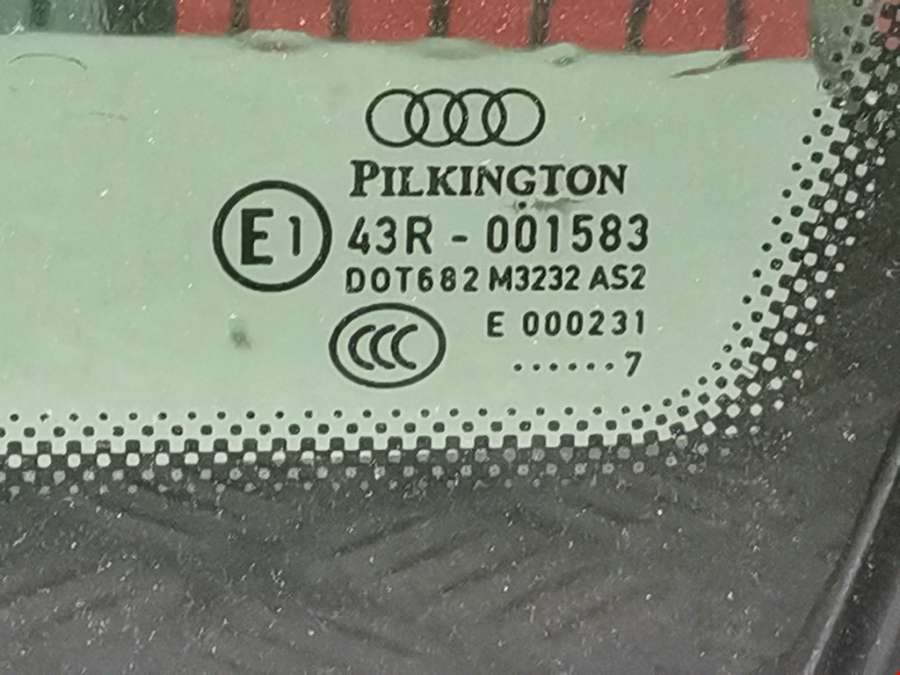 PILKINGTON
E1 43R - 001583
DOT682 M3232 AS2
CCC E 000231
......7